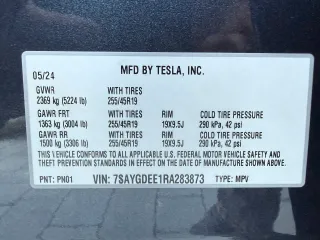 05/24 MFD BY TESLA, INC.
GVWR WITH TIRES
2369 kg (5224 lb) 255/45R19
GAWR FRT WITH TIRES RIM COLD TIRE PRESSURE
1363 kg (3004 lb) 255/45R19 19X9.5J 290 kPa, 42 psi
GAWR RR WITH TIRES RIM COLD TIRE PRESSURE
1500 kg (3306 lb) 255/45R19 19X9.5J 290 kPa, 42 psi
THIS VEHICLE CONFORMS TO ALL APPLICABLE U.S. FEDERAL MOTOR VEHICLE SAFETY AND
THEFT PREVENTION STANDARDS IN EFFECT ON THE DATE OF MANUFACTURE SHOWN ABOVE.
PNT: PN01 VIN: 7SAYGDEE1RA283873 TYPE: MPV